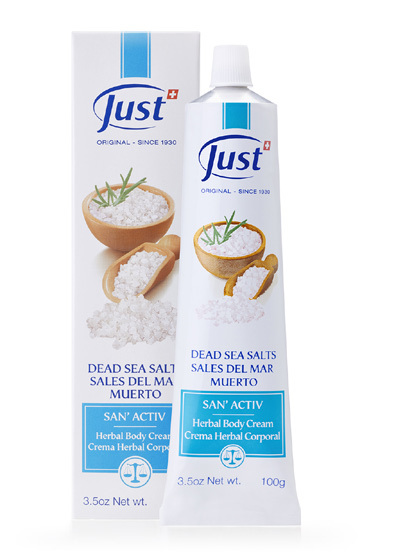 Just
ORIGINAL - SINCE 1930
DEAD SEA SALTS
SALES DEL MAR
MUERTO
SAN' ACTIV
Herbal Body Cream
Crema Herbal Corporal
3.5oz Net wt.
Just
ORIGINAL - SINCE 1930
DEAD SEA SALTS
SALES DEL MAR
MUERTO
SAN' ACTIV
Herbal Body Cream
Crema Herbal Corporal
3.5oz Net wt. 100g